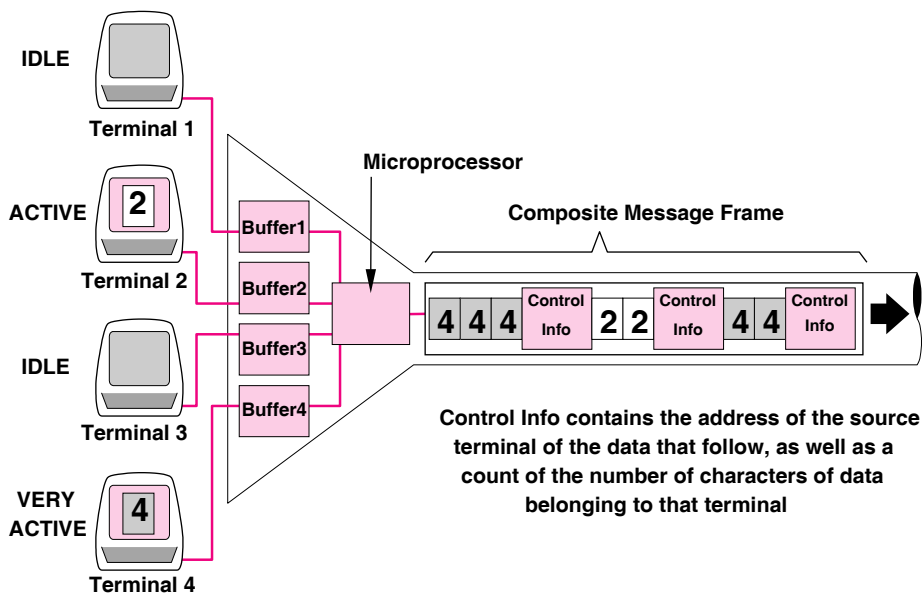 IDLE
Terminal 1
ACTIVE
2
Terminal 2
IDLE
Terminal 3
VERY
ACTIVE
4
Terminal 4
Microprocessor
Buffer1
Buffer2
Buffer3
Buffer4
Composite Message Frame
4 4 4 Control Info 2 2 Control Info 4 4 Control Info
Control Info contains the address of the source
terminal of the data that follow, as well as a
count of the number of characters of data
belonging to that terminal